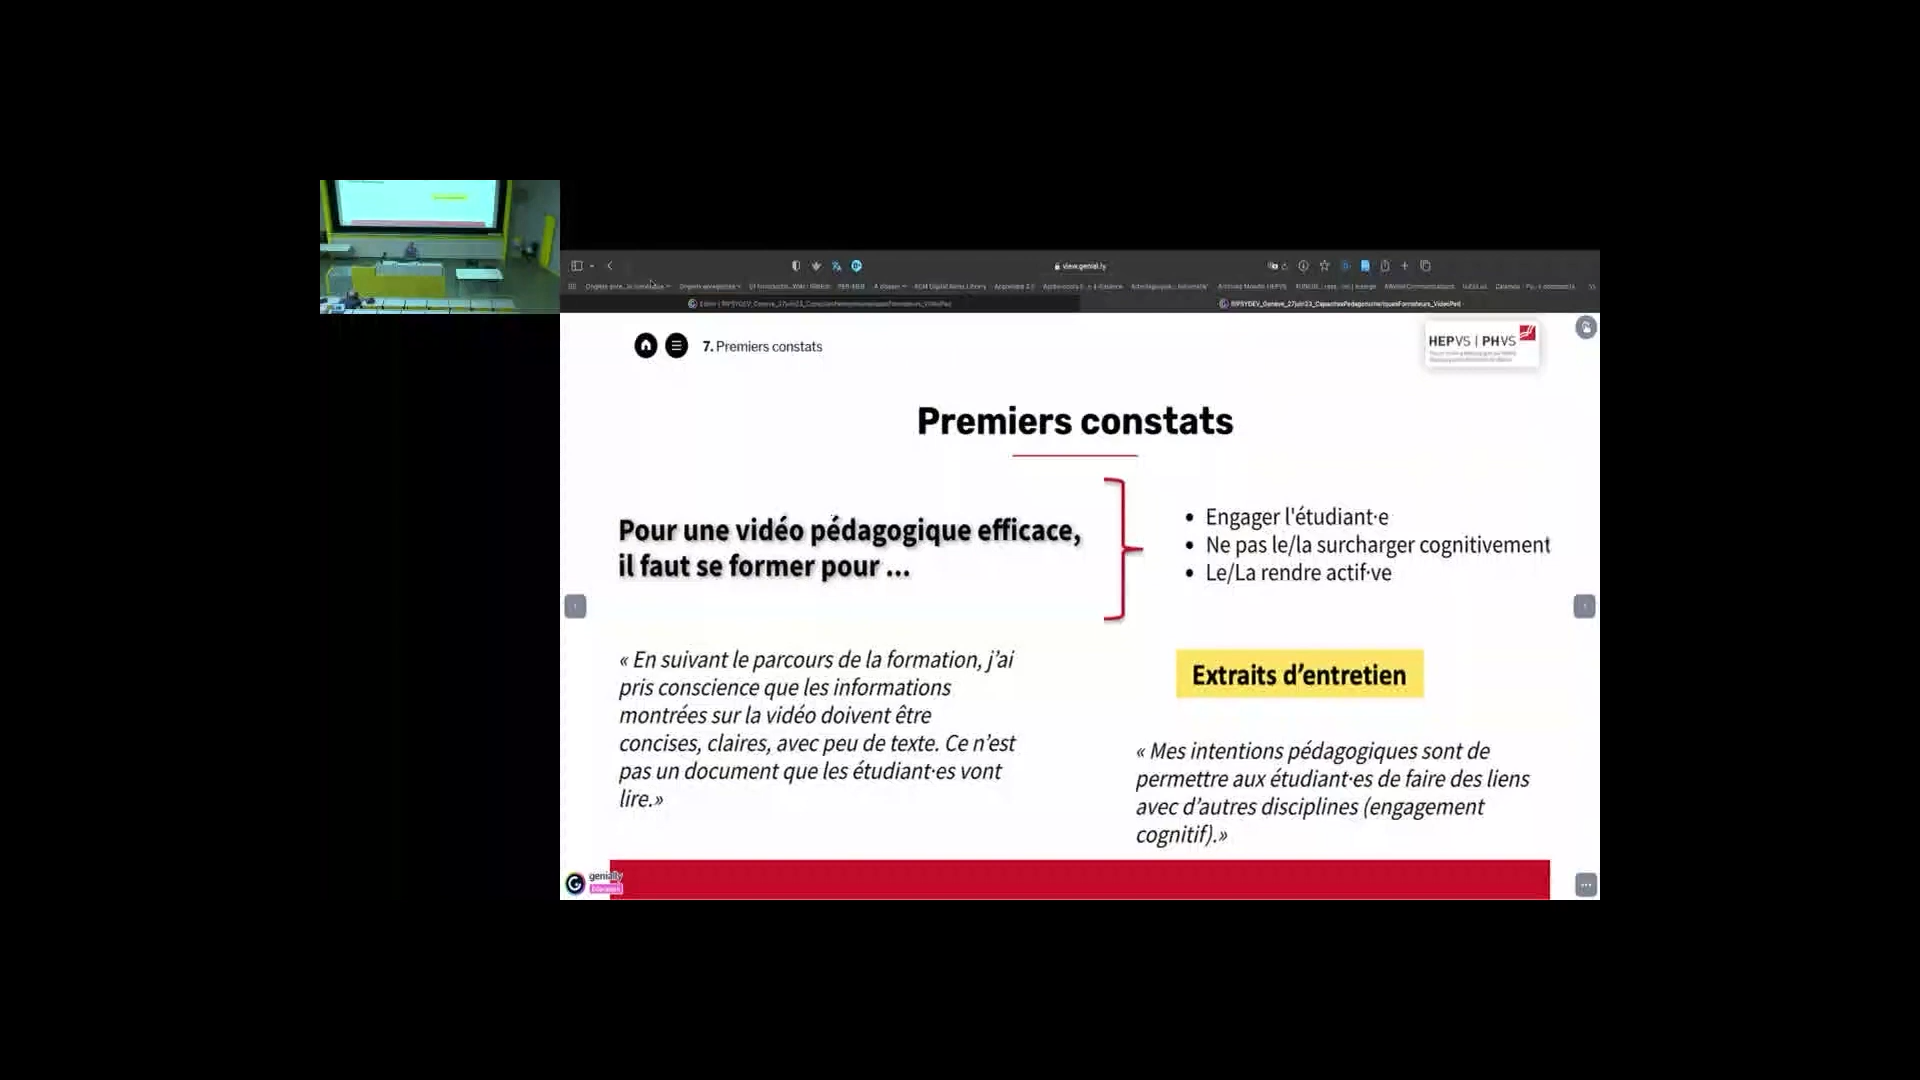 view.genial.ly
7. Premiers constats
HEPVS | PHVS
Premiers constats
Pour une vidéo pédagogique efficace,
il faut se former pour ...
• Engager l'étudiant·e
• Ne pas le/la surcharger cognitivement
• Le/La rendre actif·ve
« En suivant le parcours de la formation, j’ai
pris conscience que les informations
montrées sur la vidéo doivent être
concises, claires, avec peu de texte. Ce n’est
pas un document que les étudiant·es vont
lire.»
Extraits d’entretien
« Mes intentions pédagogiques sont de
permettre aux étudiant·es de faire des liens
avec d’autres disciplines (engagement
cognitif).»
genially